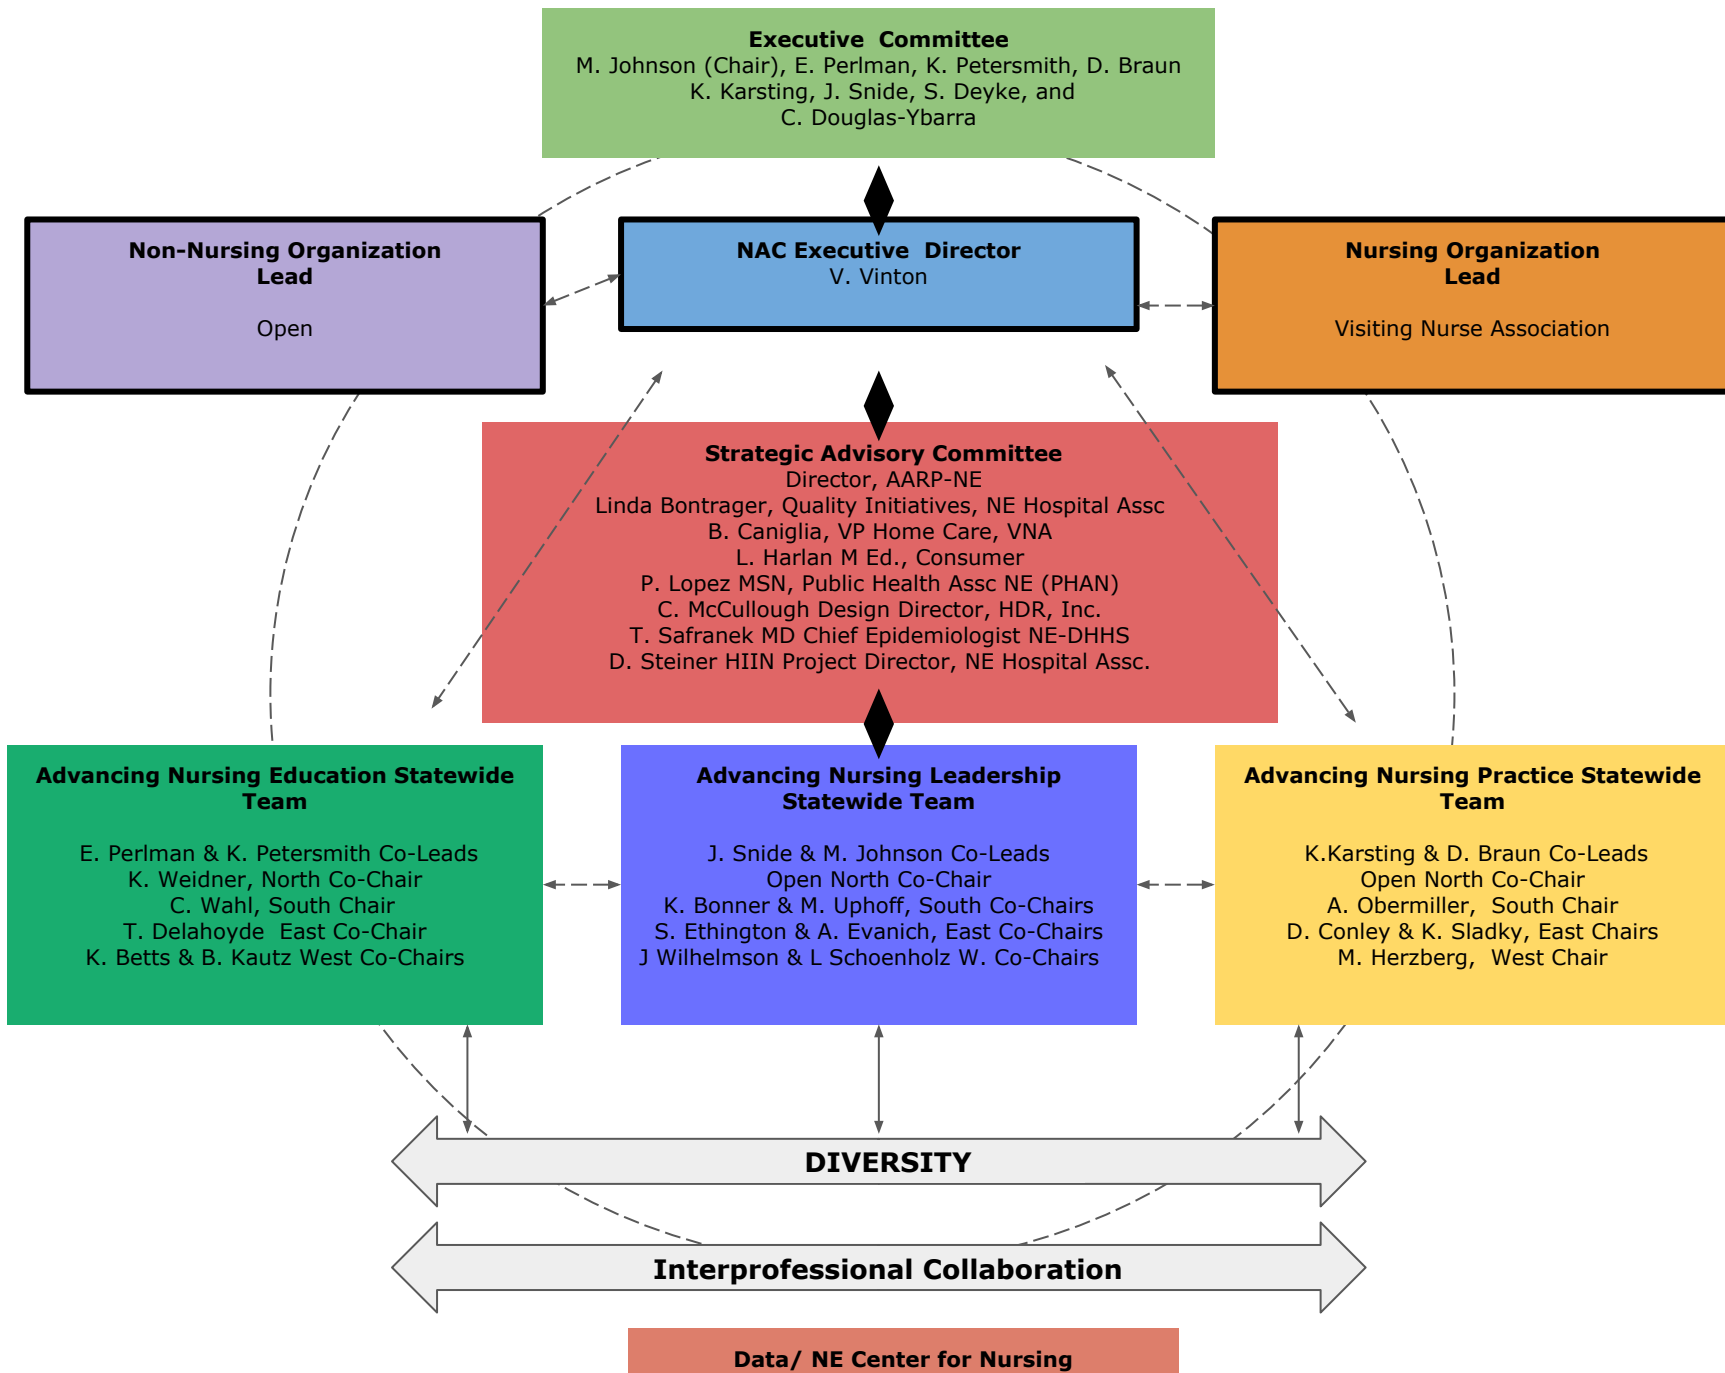 Executive Committee
M. Johnson (Chair), E. Perlman, K. Petersmith, D. Braun
K. Karsting, J. Snide, S. Deyke, and
C. Douglas-Ybarra
Non-Nursing Organization
Lead
Open
NAC Executive Director
V. Vinton
Nursing Organization
Lead
Visiting Nurse Association
Strategic Advisory Committee
Director, AARP-NE
Linda Bontrager, Quality Initiatives, NE Hospital Assc
B. Caniglia, VP Home Care, VNA
L. Harlan M Ed., Consumer
P. Lopez MSN, Public Health Assc NE (PHAN)
C. McCullough Design Director, HDR, Inc.
T. Safranek MD Chief Epidemiologist NE-DHHS
D. Steiner HIIN Project Director, NE Hospital Assc.
Advancing Nursing Education Statewide
Team
E. Perlman & K. Petersmith Co-Leads
K. Weidner, North Co-Chair
C. Wahl, South Chair
T. Delahoyde East Co-Chair
K. Betts & B. Kautz West Co-Chairs
Advancing Nursing Leadership
Statewide Team
J. Snide & M. Johnson Co-Leads
Open North Co-Chair
K. Bonner & M. Uphoff, South Co-Chairs
S. Ethington & A. Evanich, East Co-Chairs
J Wilhelmson & L Schoenholz W. Co-Chairs
Advancing Nursing Practice Statewide
Team
K.Karsting & D. Braun Co-Leads
Open North Co-Chair
A. Obermiller, South Chair
D. Conley & K. Sladky, East Chairs
M. Herzberg, West Chair
DIVERSITY
Interprofessional Collaboration
Data/ NE Center for Nursing